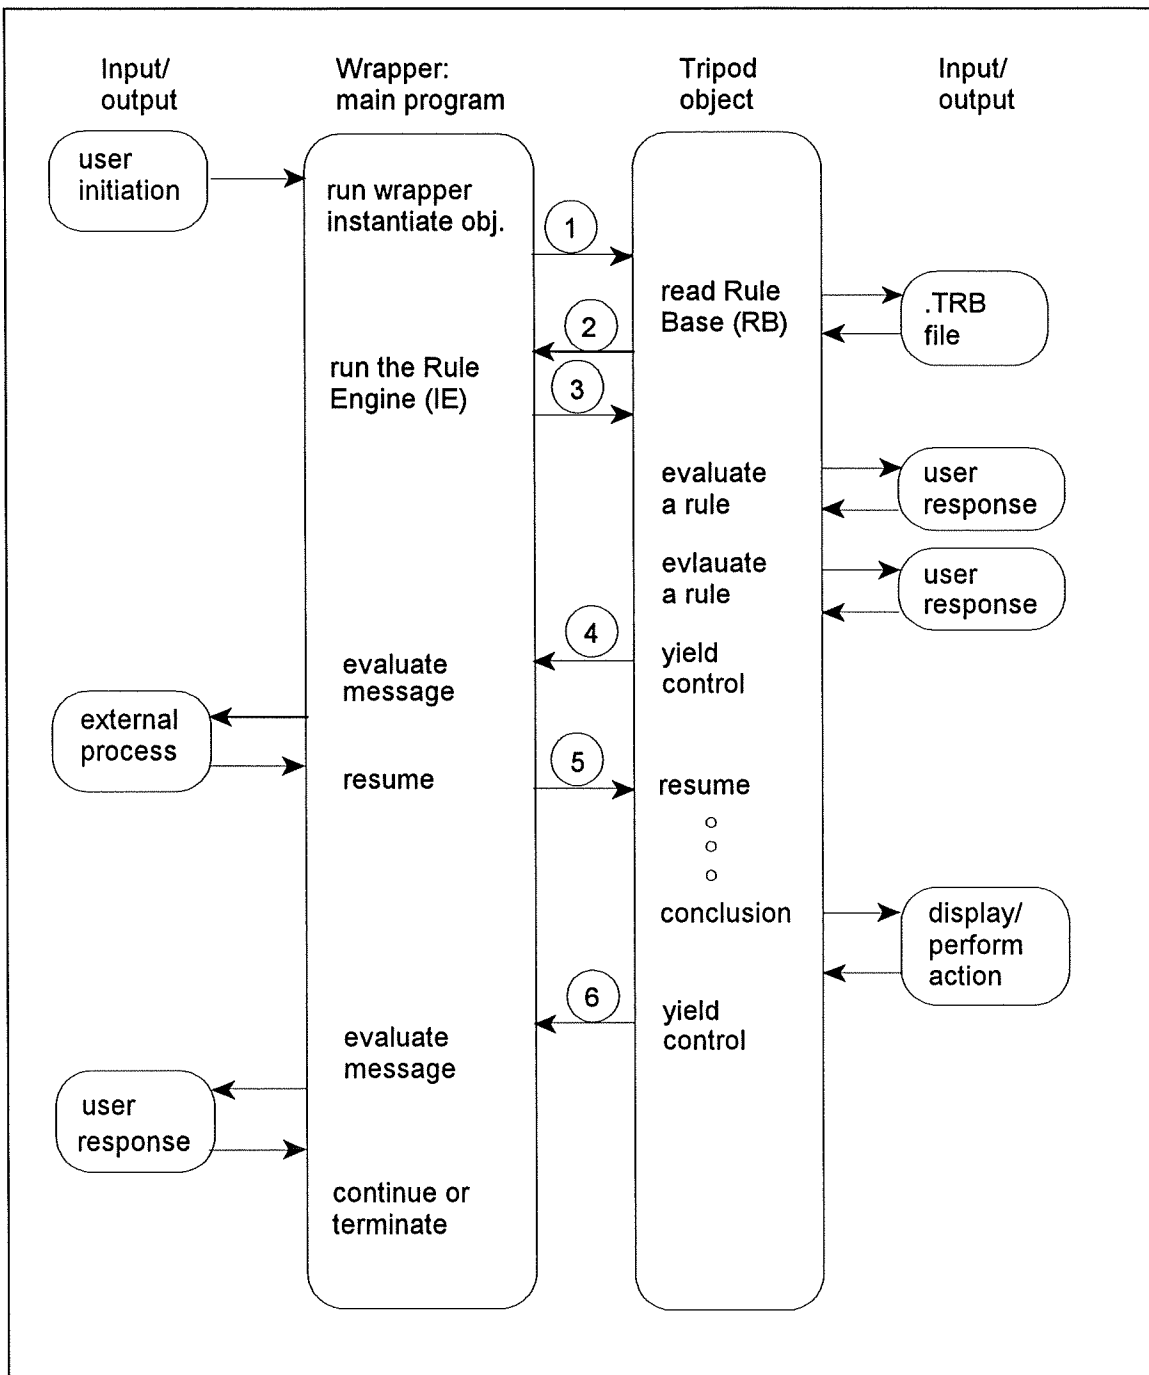 Input/
output
Wrapper:
main program
Tripod
object
Input/
output
user
initiation
run wrapper
instantiate obj.
1
read Rule
Base (RB)
.TRB
file
2
run the Rule
Engine (IE)
3
evaluate
a rule
user
response
evlauate
a rule
user
response
4
yield
control
evaluate
message
external
process
resume
5
resume
conclusion
display/
perform
action
6
yield
control
evaluate
message
user
response
continue or
terminate